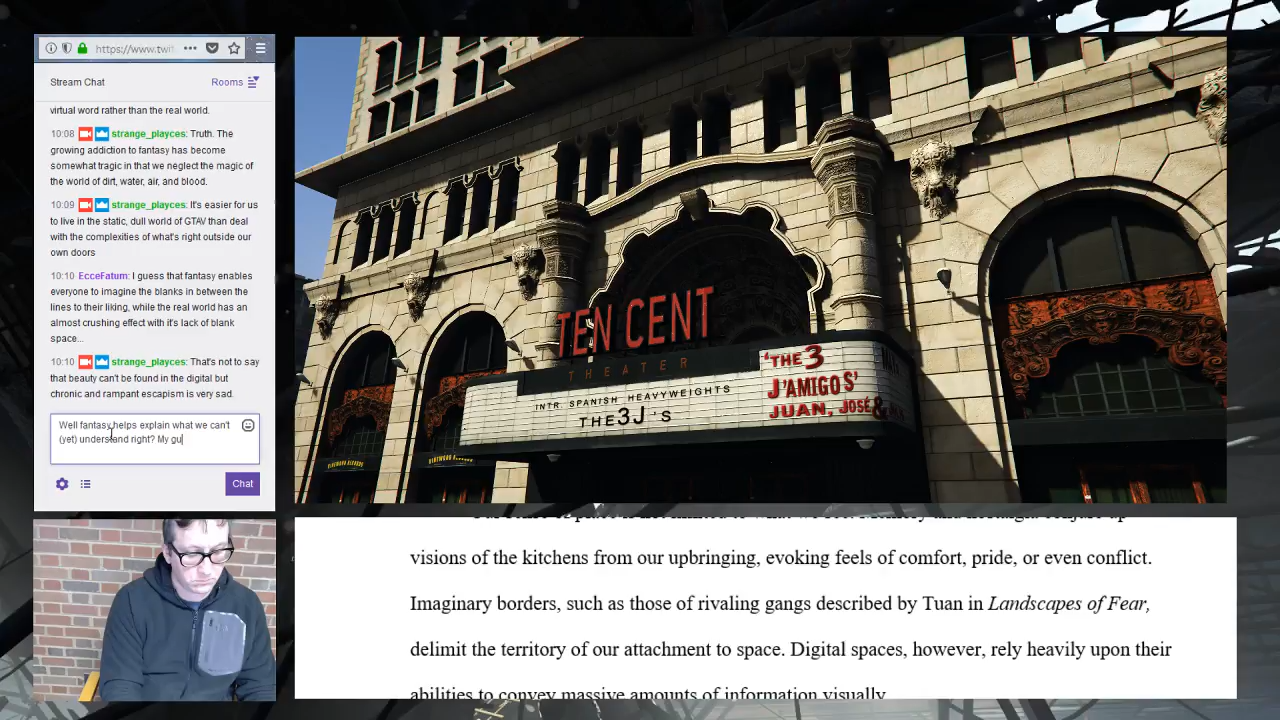 https://www.twi
Stream Chat
Rooms
virtual word rather than the real world.
10:08 strange_playces: Truth. The
growing addiction to fantasy has become
somewhat tragic in that we neglect the magic of
the world of dirt, water, air, and blood.
10:09 strange_playces: It's easier for us
to live in the static, dull world of GTAV than deal
with the complexities of what's right outside our
own doors
10:10 EcceFatum: I guess that fantasy enables
everyone to imagine the blanks in between the
lines to their liking, while the real world has an
almost crushing effect with it's lack of blank
space...
10:10 strange_playces: That's not to say
that beauty can't be found in the digital but
chronic and rampant escapism is very sad.
Well fantasy helps explain what we can't
(yet) understand right? My gu
Chat
TEN CENT
THEATER
INTR SPANISH HEAVYWEIGHTS
THE 3J'S
'THE 3
J'AMIGOS'
JUAN, JOSÉ &
visions of the kitchens from our upbringing, evoking feels of comfort, pride, or even conflict.
Imaginary borders, such as those of rivaling gangs described by Tuan in Landscapes of Fear,
delimit the territory of our attachment to space. Digital spaces, however, rely heavily upon their
abilities to convey massive amounts of information visually